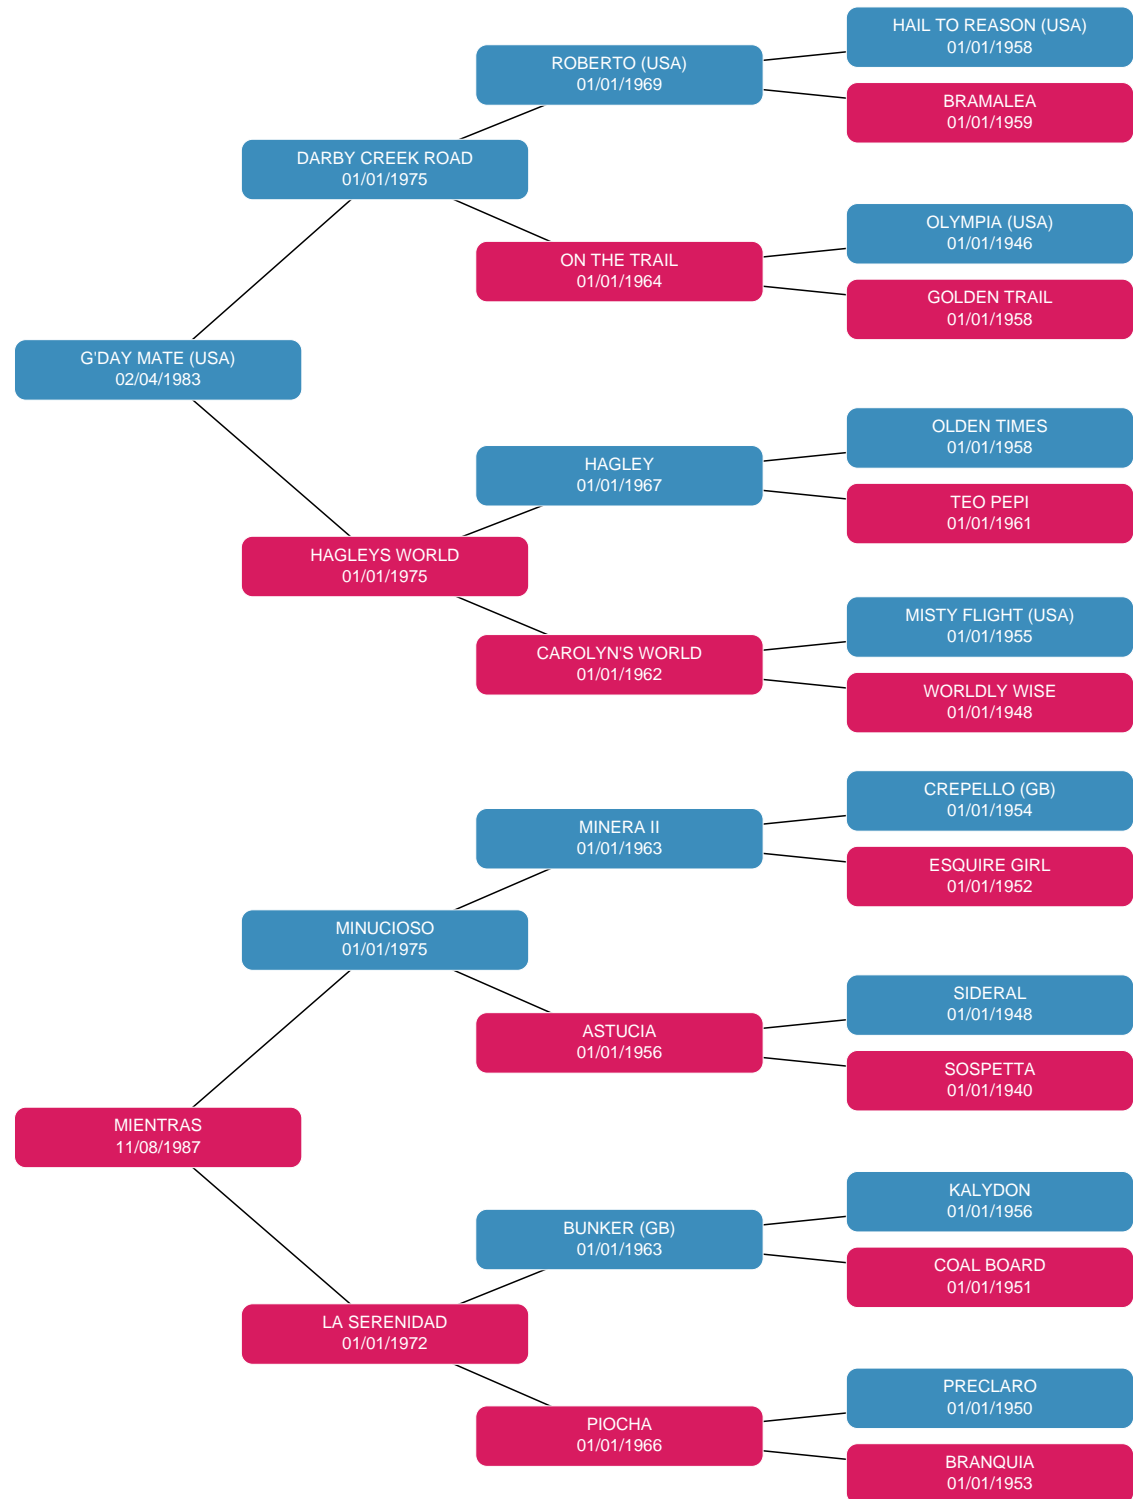 HAIL TO REASON (USA)
01/01/1958
ROBERTO (USA)
01/01/1969
BRAMALEA
01/01/1959
DARBY CREEK ROAD
01/01/1975
OLYMPIA (USA)
01/01/1946
ON THE TRAIL
01/01/1964
GOLDEN TRAIL
01/01/1958
G'DAY MATE (USA)
02/04/1983
OLDEN TIMES
01/01/1958
HAGLEY
01/01/1967
TEO PEPI
01/01/1961
HAGLEYS WORLD
01/01/1975
MISTY FLIGHT (USA)
01/01/1955
CAROLYN'S WORLD
01/01/1962
WORLDLY WISE
01/01/1948
CREPELLO (GB)
01/01/1954
MINERA II
01/01/1963
ESQUIRE GIRL
01/01/1952
MINUCIOSO
01/01/1975
SIDERAL
01/01/1948
ASTUCIA
01/01/1956
SOSPETTA
01/01/1940
MIENTRAS
11/08/1987
KALYDON
01/01/1956
BUNKER (GB)
01/01/1963
COAL BOARD
01/01/1951
LA SERENIDAD
01/01/1972
PRECLARO
01/01/1950
PIOCHA
01/01/1966
BRANQUIA
01/01/1953